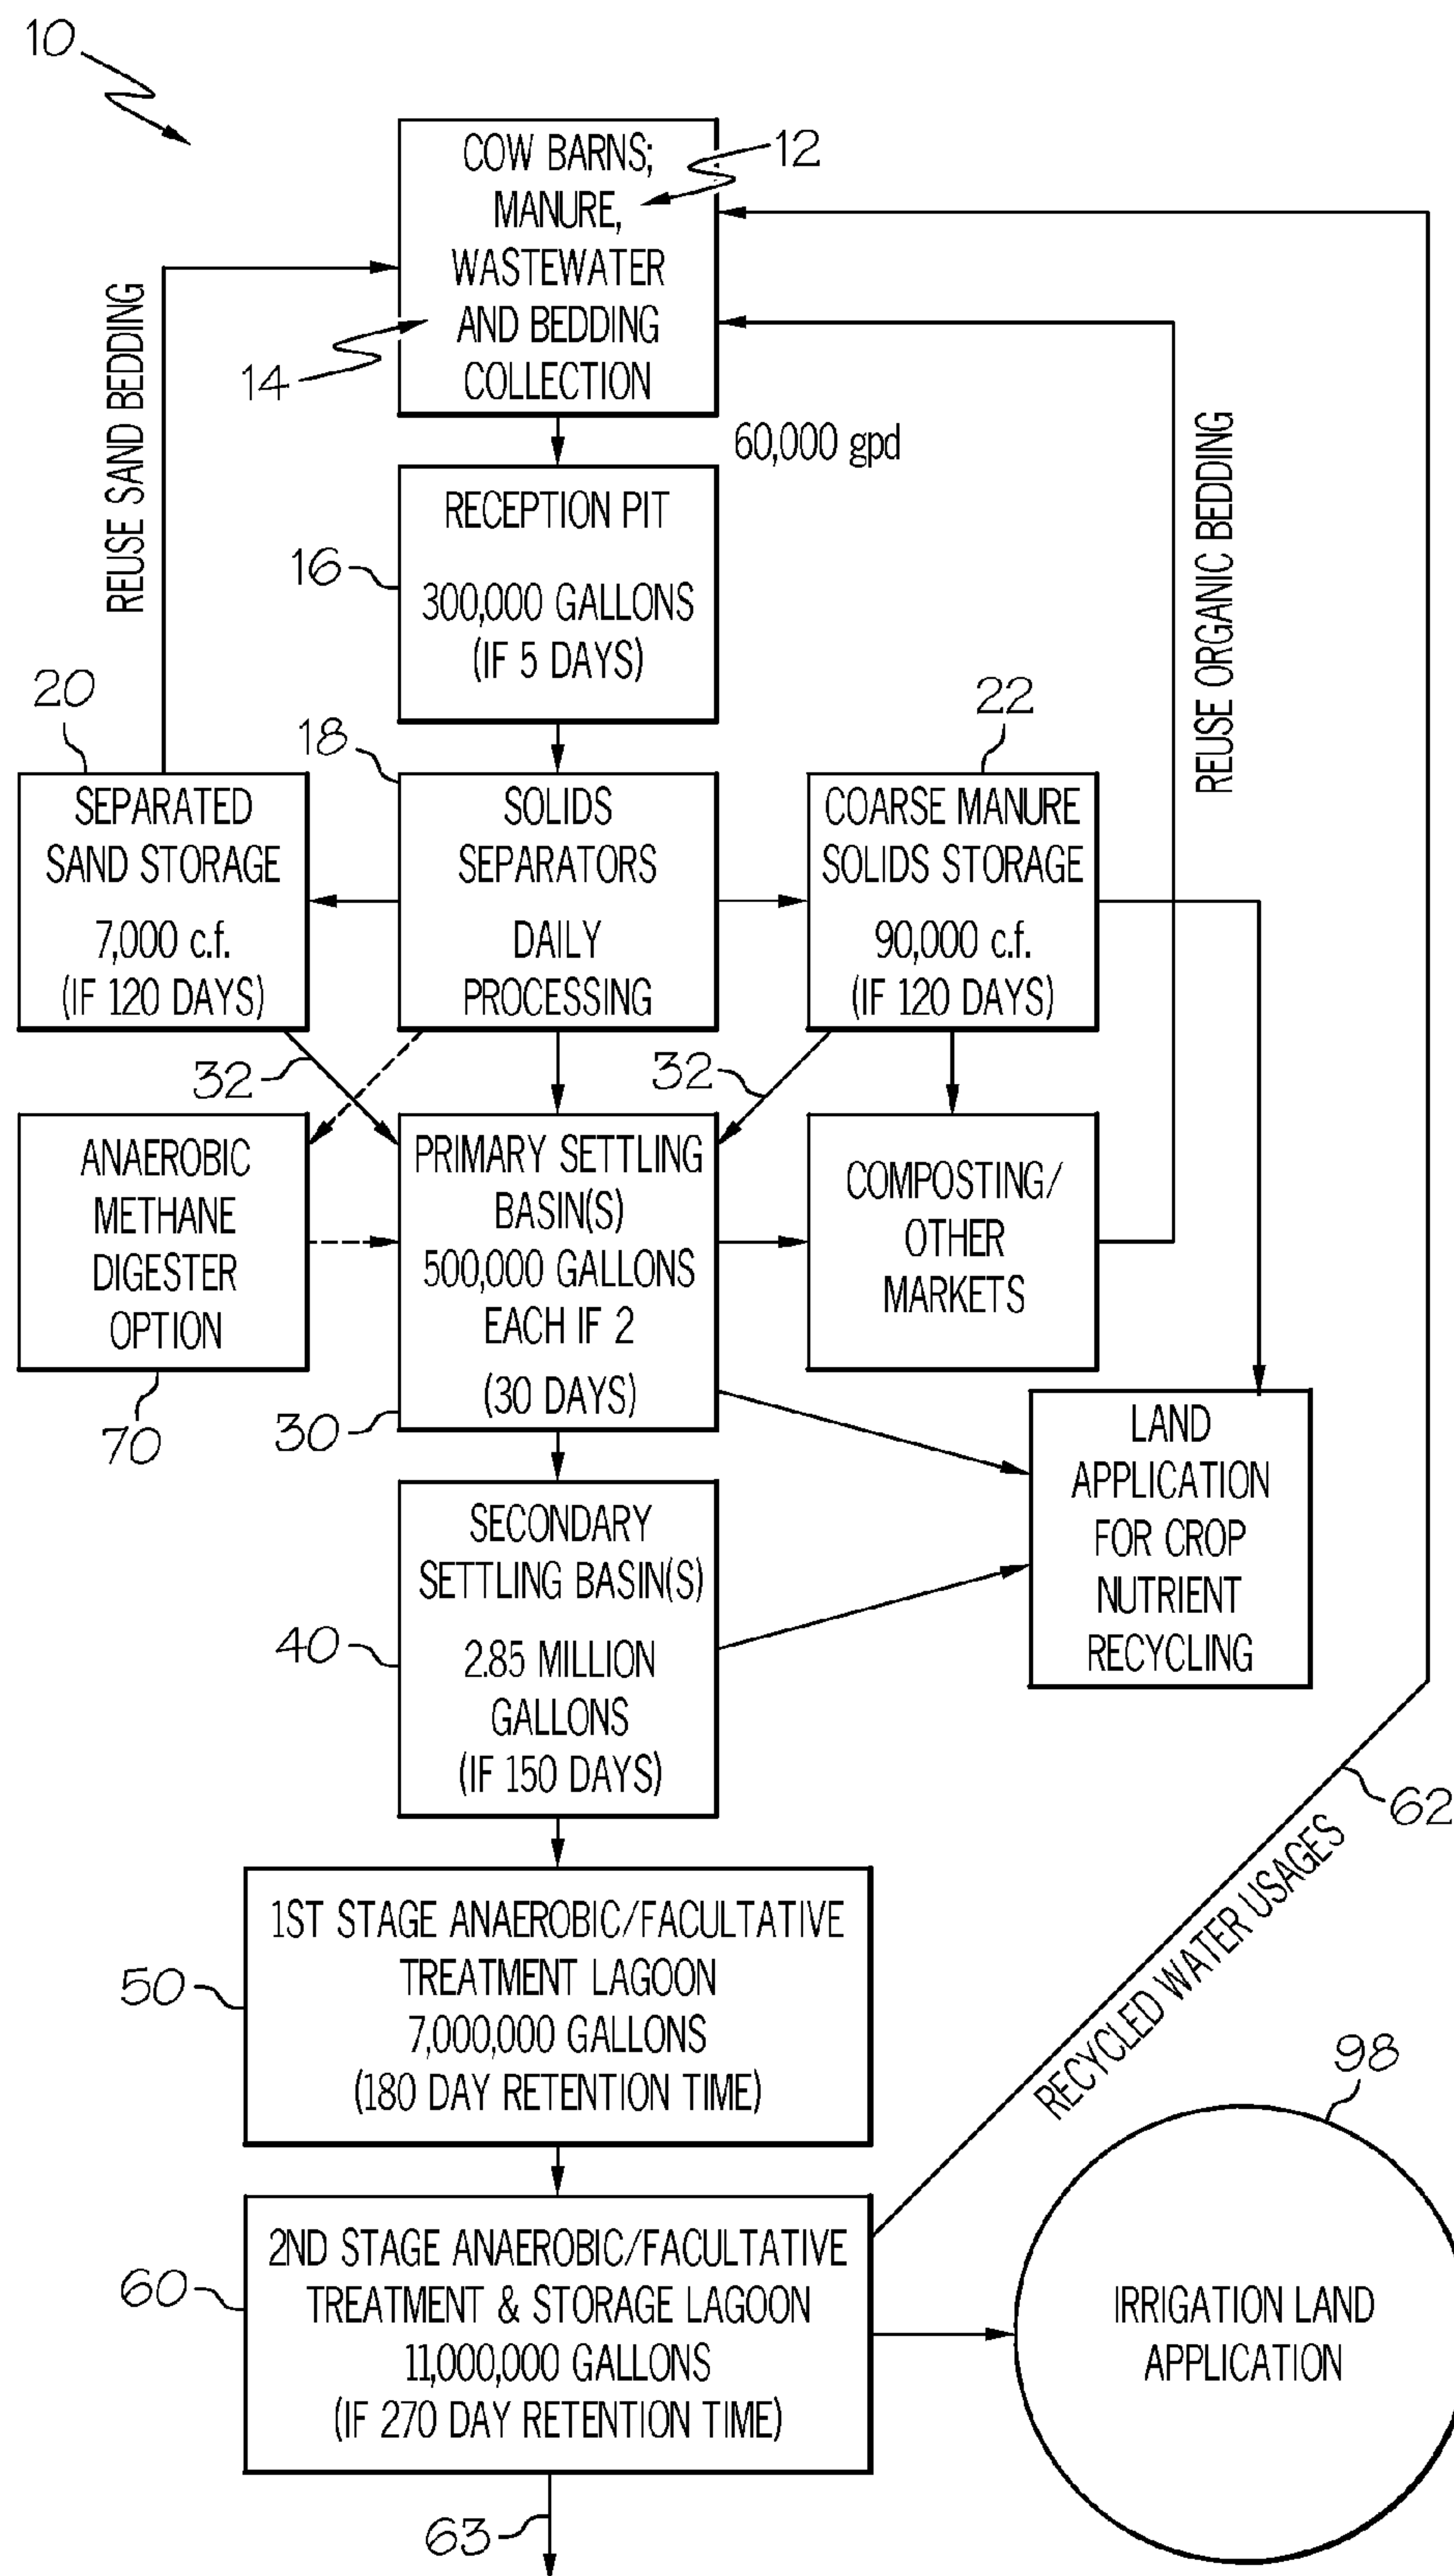 10
COW BARNS;
MANURE,
WASTEWATER
AND BEDDING
COLLECTION
12
14
60,000 gpd
REUSE SAND BEDDING
RECEPTION PIT
300,000 GALLONS
(IF 5 DAYS)
16
REUSE ORGANIC BEDDING
20
SEPARATED
SAND STORAGE
7,000 c.f.
(IF 120 DAYS)
18
SOLIDS
SEPARATORS
DAILY
PROCESSING
22
COARSE MANURE
SOLIDS STORAGE
90,000 c.f.
(IF 120 DAYS)
32
32
ANAEROBIC
METHANE
DIGESTER
OPTION
70
PRIMARY SETTLING
BASIN(S)
500,000 GALLONS
EACH IF 2
(30 DAYS)
30
COMPOSTING/
OTHER
MARKETS
LAND
APPLICATION
FOR CROP
NUTRIENT
RECYCLING
SECONDARY
SETTLING BASIN(S)
2.85 MILLION
GALLONS
(IF 150 DAYS)
40
62
RECYCLED WATER USAGES
1ST STAGE ANAEROBIC/FACULTATIVE
TREATMENT LAGOON
7,000,000 GALLONS
(180 DAY RETENTION TIME)
50
2ND STAGE ANAEROBIC/FACULTATIVE
TREATMENT & STORAGE LAGOON
11,000,000 GALLONS
(IF 270 DAY RETENTION TIME)
60
98
IRRIGATION LAND
APPLICATION
63